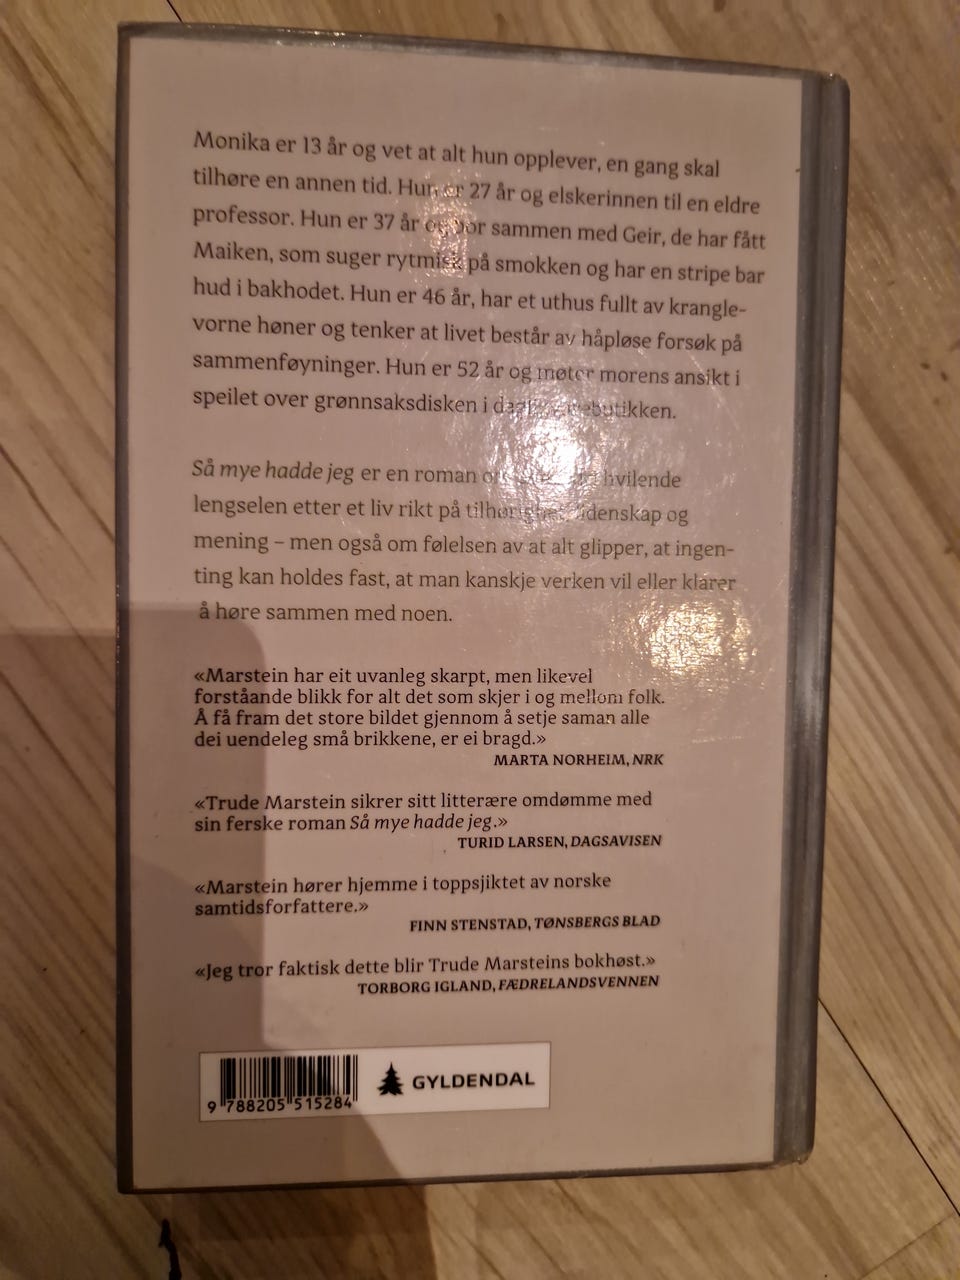 Monika er 13 år og vet at alt hun opplever, en gang skal
tilhøre en annen tid. Hun er 27 år og elskerinnen til en eldre
professor. Hun er 37 år og bor sammen med Geir, de har fått
Maiken, som suger rytmisk på smokken og har en stripe bar
hud i bakhodet. Hun er 46 år, har et uthus fullt av krangle-
vorne høner og tenker at livet består av håpløse forsøk på
sammenføyninger. Hun er 52 år og møter morens ansikt i
speilet over grønnsaksdisken i dagligvarebutikken.
Så mye hadde jeg er en roman hvilende
lengselen etter et liv rikt på tilhørighet, lidenskap og
mening – men også om følelsen av at alt glipper, at ingen-
ting kan holdes fast, at man kanskje verken vil eller klarer
å høre sammen med noen.
«Marstein har eit uvanleg skarpt, men likevel
forståande blikk for alt det som skjer i og mellom folk.
Å få fram det store bildet gjennom å setje saman alle
dei uendeleg små brikkene, er ei bragd.»
MARTA NORHEIM, NRK
«Trude Marstein sikrer sitt litterære omdømme med
sin ferske roman Så mye hadde jeg.»
TURID LARSEN, DAGSAVISEN
«Marstein hører hjemme i toppsjiktet av norske
samtidsforfattere.»
FINN STENSTAD, TØNSBERGS BLAD
«Jeg tror faktisk dette blir Trude Marsteins bokhøst.»
TORBORG IGLAND, FÆDRELANDSVENNEN
GYLDENDAL
9 788205 515284